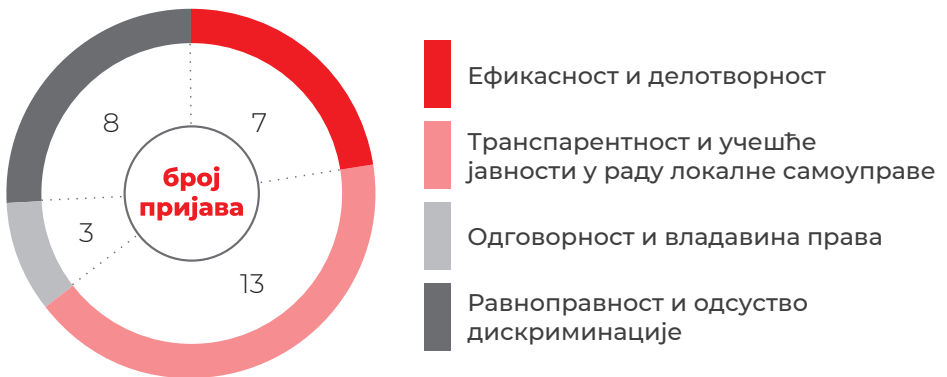 8
7
број
пријава
3
13
Ефикасност и делотворност
Транспарентност и учешће
јавности у раду локалне самоуправе
Одговорност и владавина права
Равноправност и одсуство
дискриминације